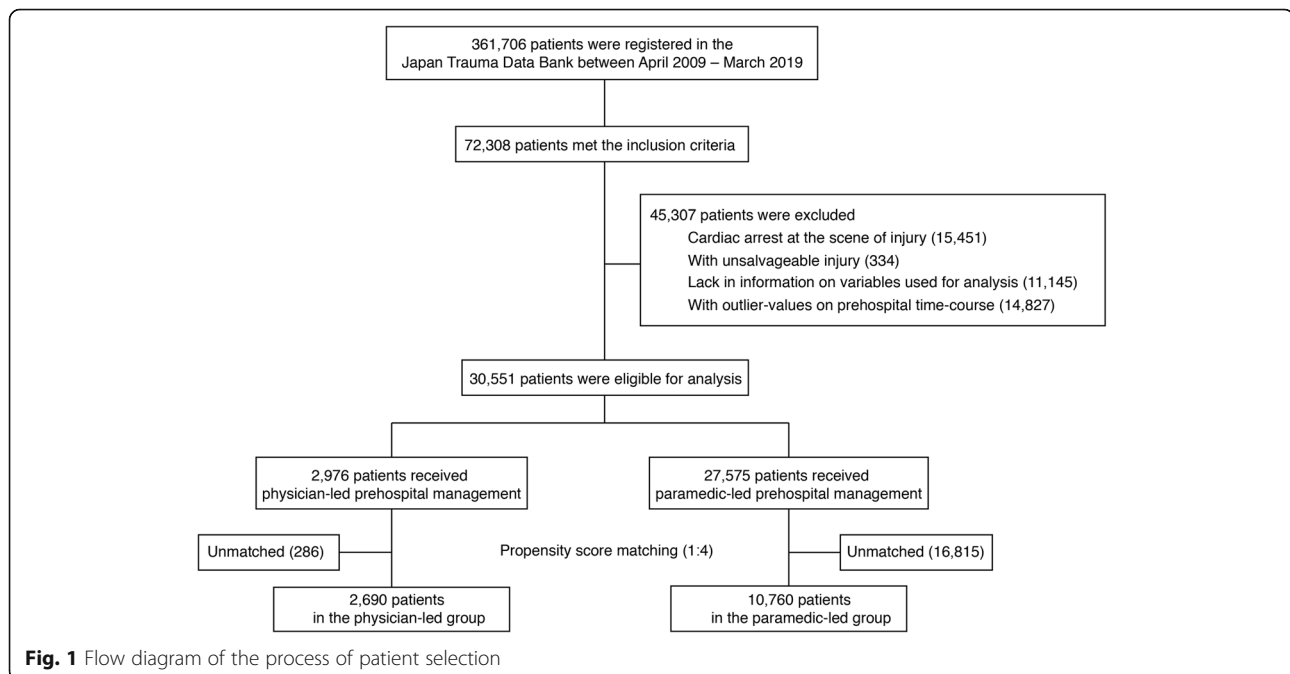 361,706 patients were registered in the
Japan Trauma Data Bank between April 2009 – March 2019
72,308 patients met the inclusion criteria
45,307 patients were excluded
Cardiac arrest at the scene of injury (15,451)
With unsalvageable injury (334)
Lack in information on variables used for analysis (11,145)
With outlier-values on prehospital time-course (14,827)
30,551 patients were eligible for analysis
2,976 patients received
physician-led prehospital management
27,575 patients received
paramedic-led prehospital management
Unmatched (286)
Propensity score matching (1:4)
Unmatched (16,815)
2,690 patients
in the physician-led group
10,760 patients
in the paramedic-led group
Fig. 1 Flow diagram of the process of patient selection